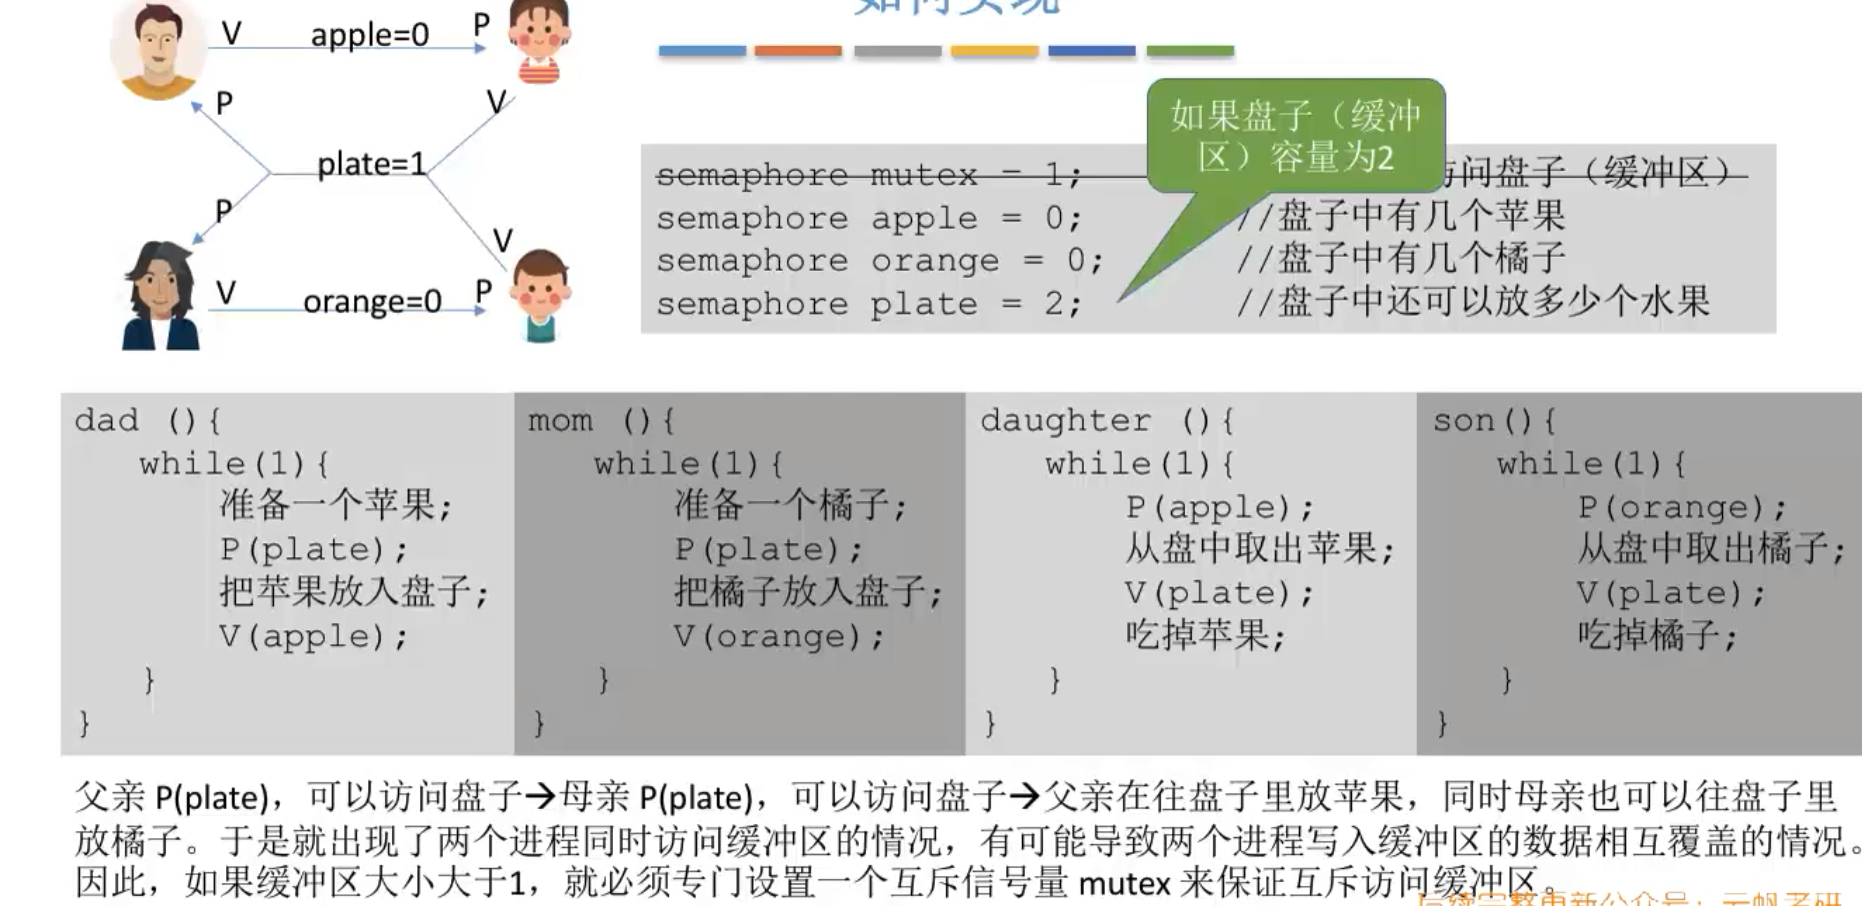 如何实现
V apple=0 P
P V
plate=1
P V
V orange=0 P
如果盘子（缓冲
区）容量为2
semaphore mutex = 1; 访问盘子（缓冲区）
semaphore apple = 0; //盘子中有几个苹果
semaphore orange = 0; //盘子中有几个橘子
semaphore plate = 2; //盘子中还可以放多少个水果
dad (){
while(1){
准备一个苹果;
P(plate);
把苹果放入盘子;
V(apple);
}
}
mom (){
while(1){
准备一个橘子;
P(plate);
把橘子放入盘子;
V(orange);
}
}
daughter (){
while(1){
P(apple);
从盘中取出苹果;
V(plate);
吃掉苹果;
}
}
son(){
while(1){
P(orange);
从盘中取出橘子;
V(plate);
吃掉橘子;
}
}
父亲 P(plate)，可以访问盘子→母亲 P(plate)，可以访问盘子→父亲在往盘子里放苹果，同时母亲也可以往盘子里
放橘子。于是就出现了两个进程同时访问缓冲区的情况，有可能导致两个进程写入缓冲区的数据相互覆盖的情况。
因此，如果缓冲区大小大于1，就必须专门设置一个互斥信号量 mutex 来保证互斥访问缓冲区。